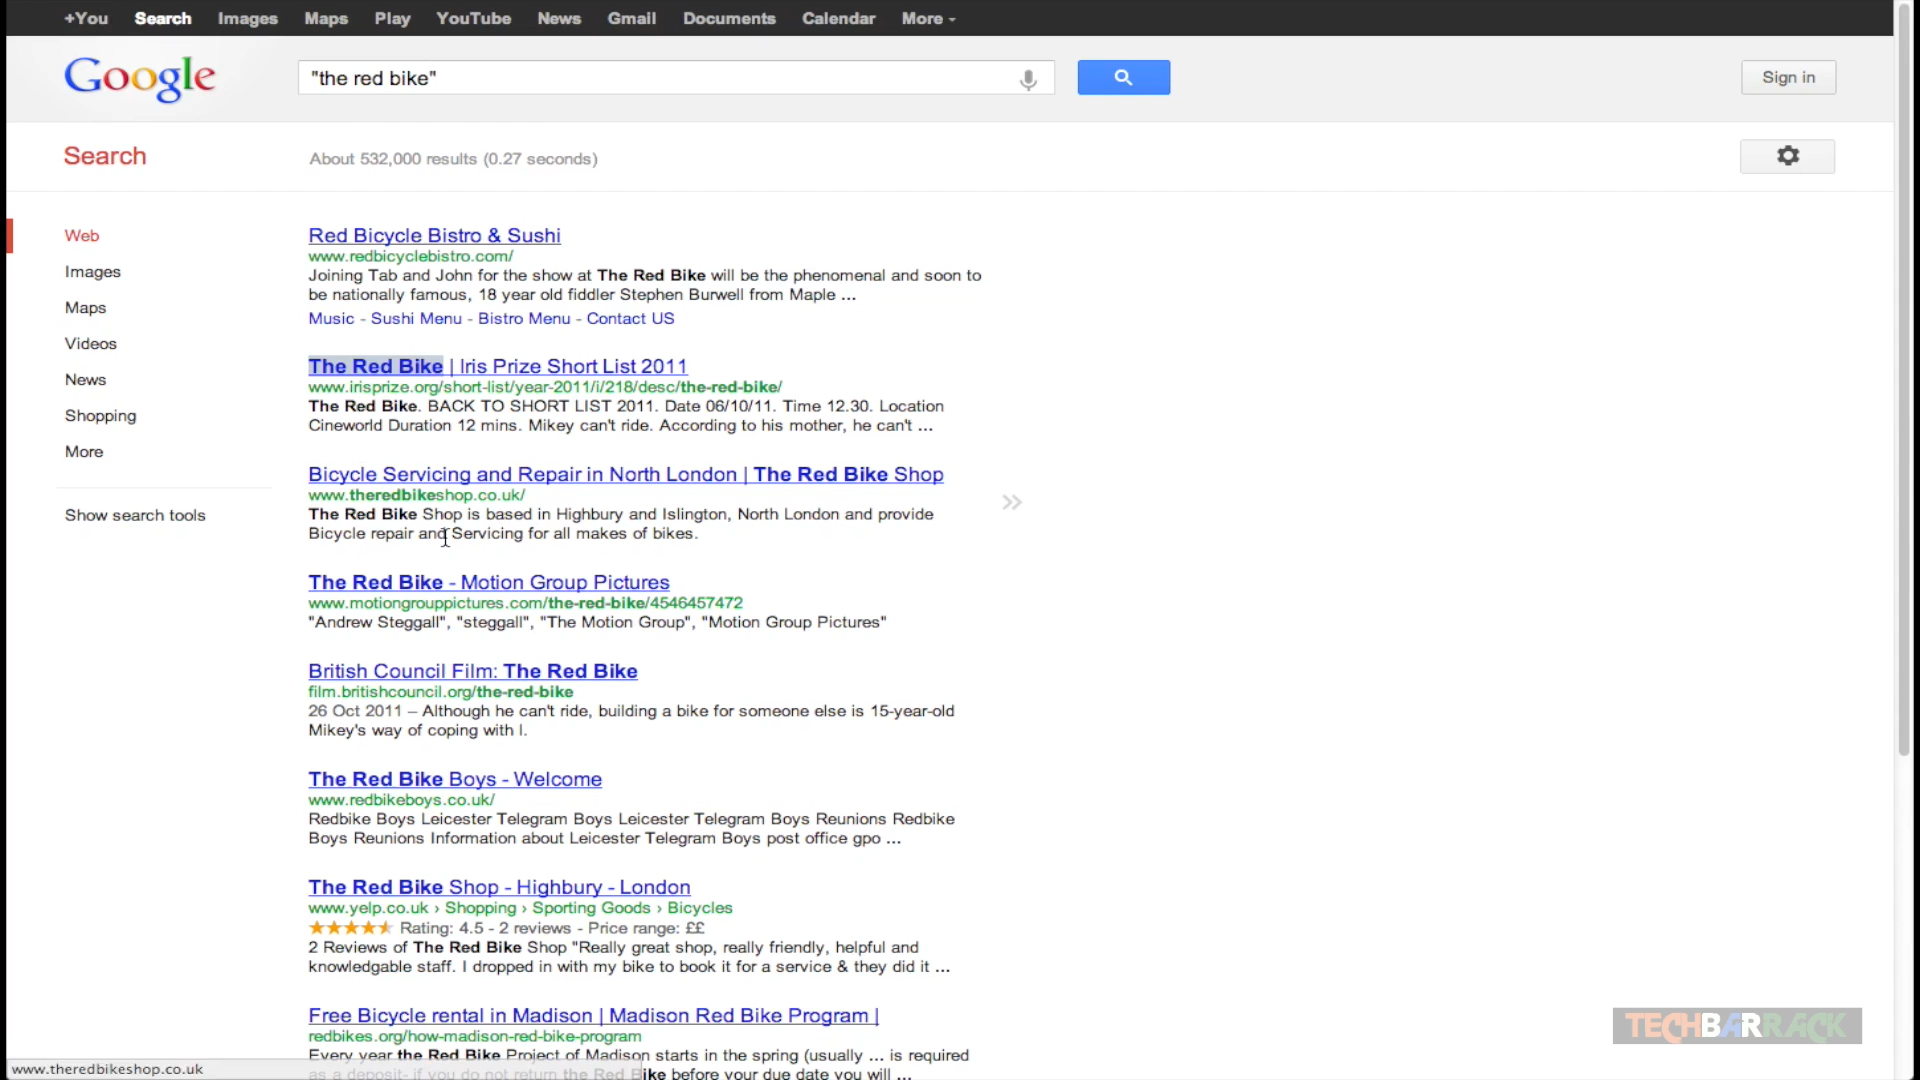 +You Search Images Maps Play YouTube News Gmail Documents Calendar More
Google
"the red bike"
Sign in
Search
About 532,000 results (0.27 seconds)
Web
Images
Maps
Videos
News
Shopping
More
Show search tools
Red Bicycle Bistro & Sushi
www.redbicyclebistro.com/
Joining Tab and John for the show at The Red Bike will be the phenomenal and soon to
be nationally famous, 18 year old fiddler Stephen Burwell from Maple ...
Music - Sushi Menu - Bistro Menu - Contact US
The Red Bike | Iris Prize Short List 2011
www.irisprize.org/short-list/year-2011/i/218/desc/the-red-bike/
The Red Bike. BACK TO SHORT LIST 2011. Date 06/10/11. Time 12.30. Location
Cineworld Duration 12 mins. Mikey can't ride. According to his mother, he can't ...
Bicycle Servicing and Repair in North London | The Red Bike Shop
www.theredbikeshop.co.uk/
The Red Bike Shop is based in Highbury and Islington, North London and provide
Bicycle repair and Servicing for all makes of bikes.
»
The Red Bike - Motion Group Pictures
www.motiongrouppictures.com/the-red-bike/4546457472
"Andrew Steggall", "steggall", "The Motion Group", "Motion Group Pictures"
British Council Film: The Red Bike
film.britishcouncil.org/the-red-bike
26 Oct 2011 – Although he can't ride, building a bike for someone else is 15-year-old
Mikey's way of coping with l.
The Red Bike Boys - Welcome
www.redbikeboys.co.uk/
Redbike Boys Leicester Telegram Boys Leicester Telegram Boys Reunions Redbike
Boys Reunions Information about Leicester Telegram Boys post office gpo ...
The Red Bike Shop - Highbury - London
www.yelp.co.uk › Shopping › Sporting Goods › Bicycles
Rating: 4.5 - 2 reviews - Price range: ££
2 Reviews of The Red Bike Shop "Really great shop, really friendly, helpful and
knowledgable staff. I dropped in with my bike to book it for a service & they did it ...
Free Bicycle rental in Madison | Madison Red Bike Program |
redbikes.org/how-madison-red-bike-program
Every year the Red Bike Project of Madison starts in the spring (usually ... is required
as a deposit- if you do not return the Red Bike before your due date you will ...
www.theredbikeshop.co.uk
TECHBARRACK